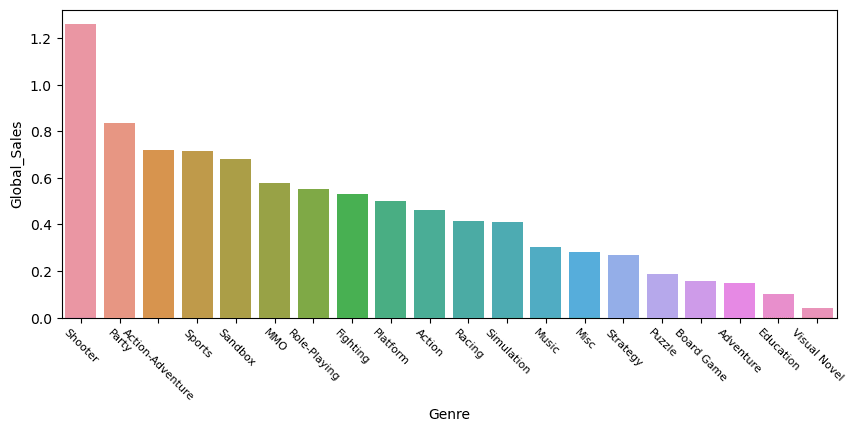 Global_Sales
1.2
1.0
0.8
0.6
0.4
0.2
0.0
Shooter
Party
Action-Adventure
Sports
Sandbox
MMO
Role-Playing
Fighting
Platform
Action
Racing
Simulation
Music
Misc
Strategy
Puzzle
Board Game
Adventure
Education
Visual Novel
Genre